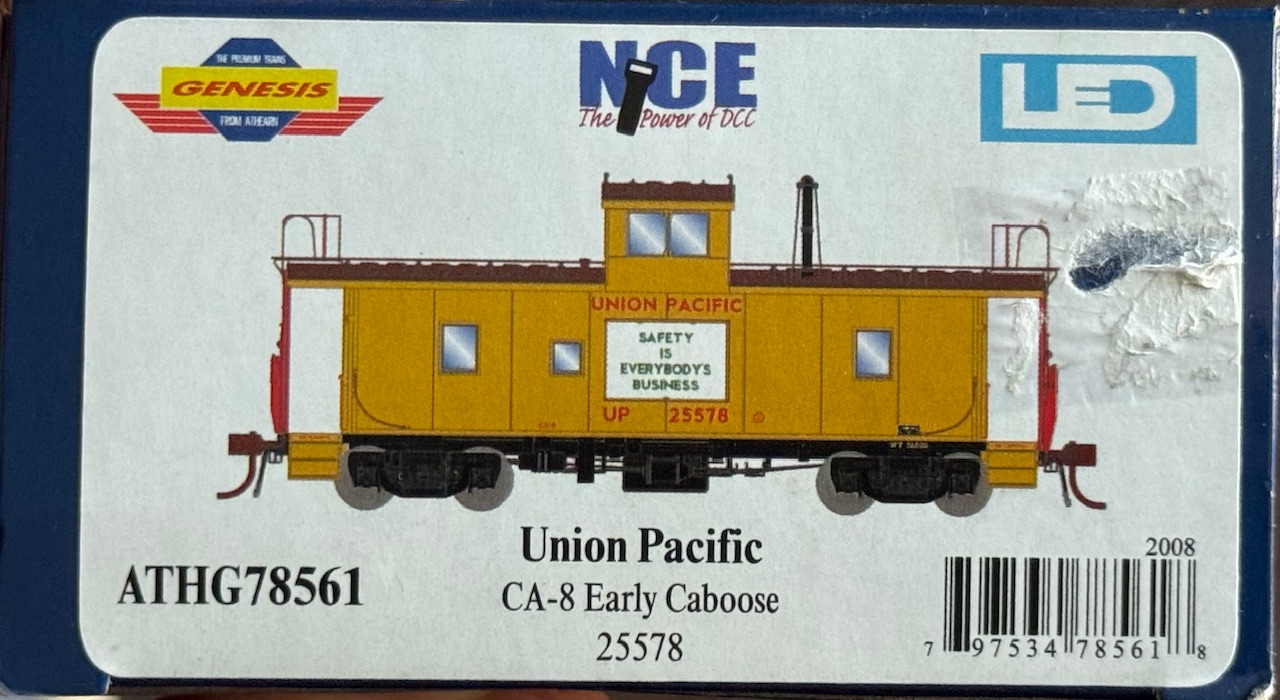 THE PREMIUM TRAINS
GENESIS
FROM ATHEARN
NCE
The Power of DCC
LED
UNION PACIFIC
SAFETY
IS
EVERYBODY'S
BUSINESS
UP 25578
Union Pacific
CA-8 Early Caboose
25578
ATHG78561
2008
7 97534 78561 8